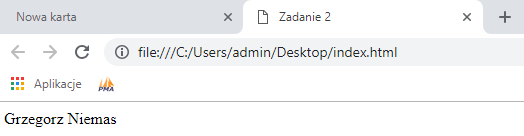 Nowa karta Zadanie 2
file:///C:/Users/admin/Desktop/index.html
Aplikacje PMA
Grzegorz Niemas